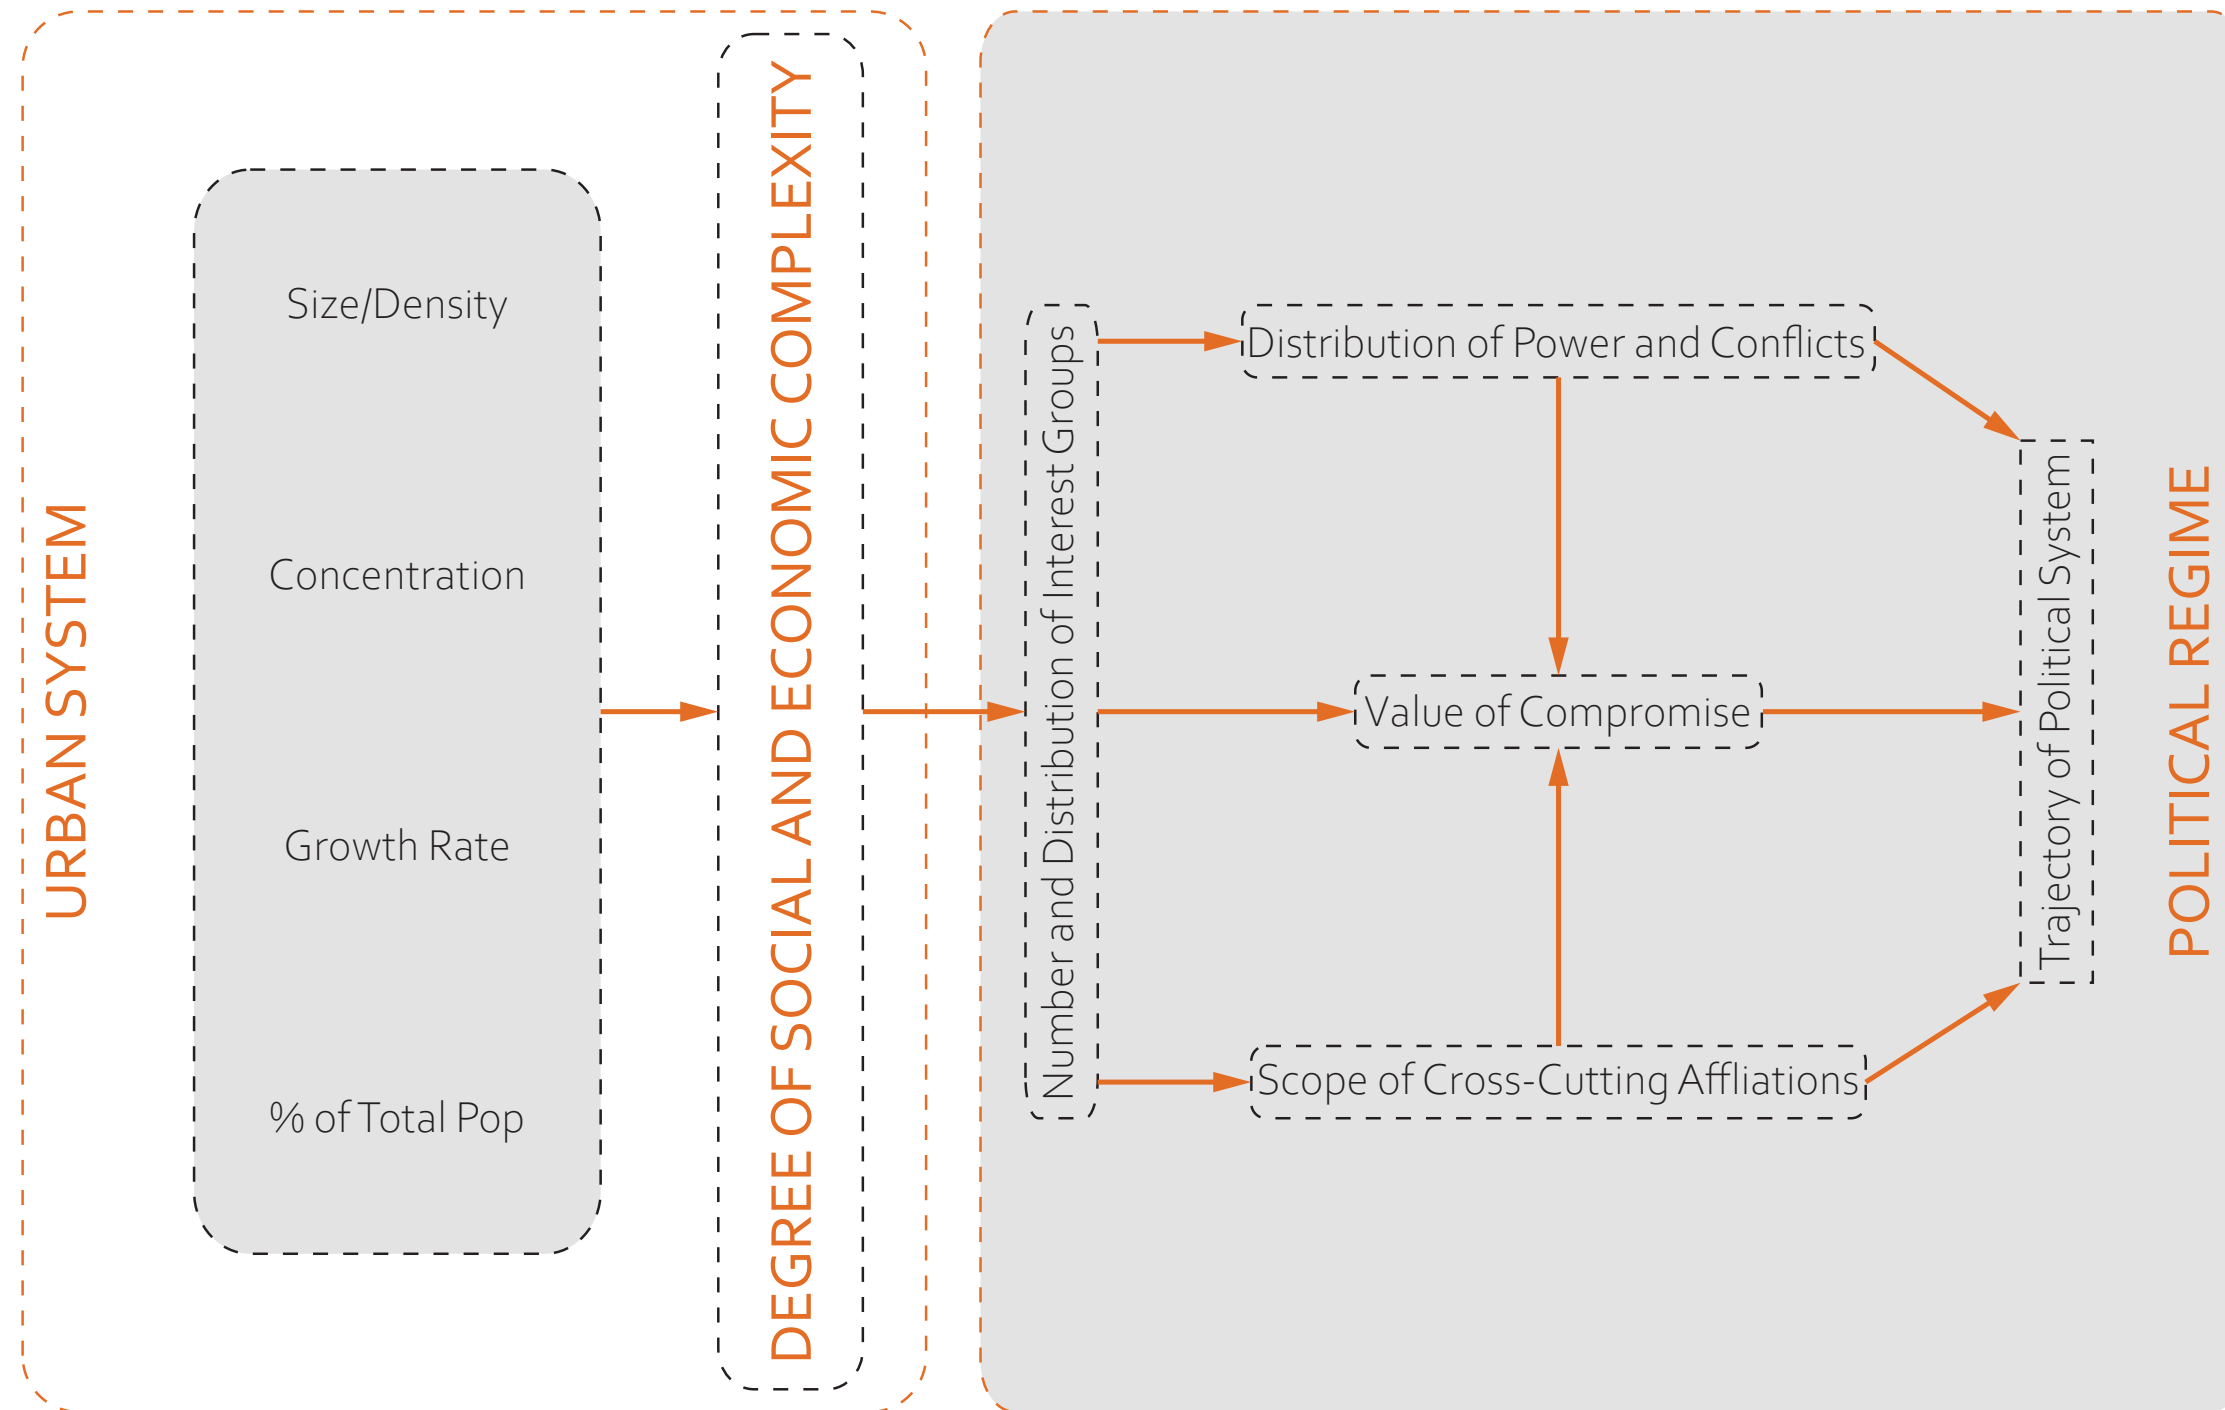 URBAN SYSTEM
Size/Density
Concentration
Growth Rate
% of Total Pop
DEGREE OF SOCIAL AND ECONOMIC COMPLEXITY
Number and Distribution of Interest Groups
Distribution of Power and Conflicts
Value of Compromise
Scope of Cross-Cutting Affliations
Trajectory of Political System
POLITICAL REGIME